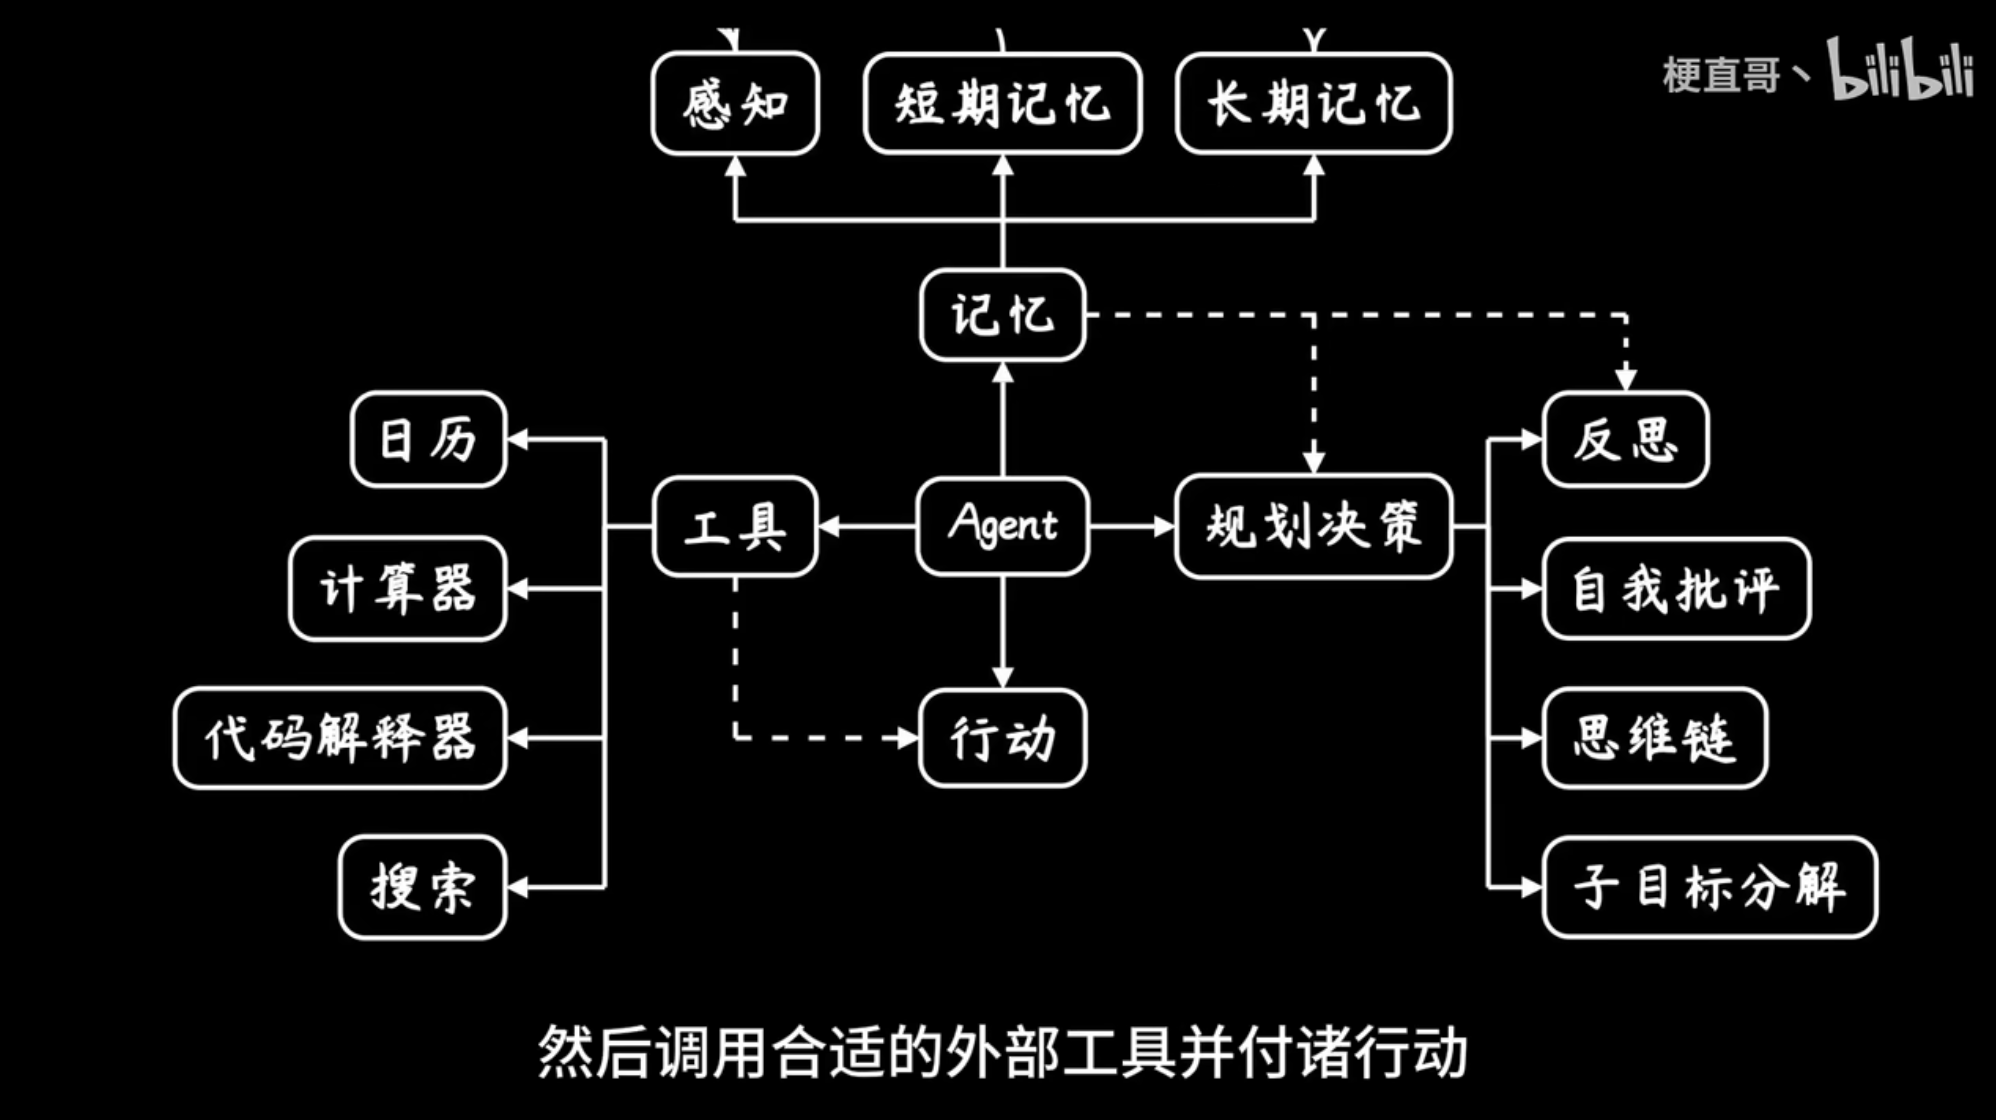 梗直哥丶 bilibili
感知 短期记忆 长期记忆
记忆
日历
反思
工具 Agent 规划决策
计算器
自我批评
代码解释器
行动
思维链
搜索
子目标分解
然后调用合适的外部工具并付诸行动